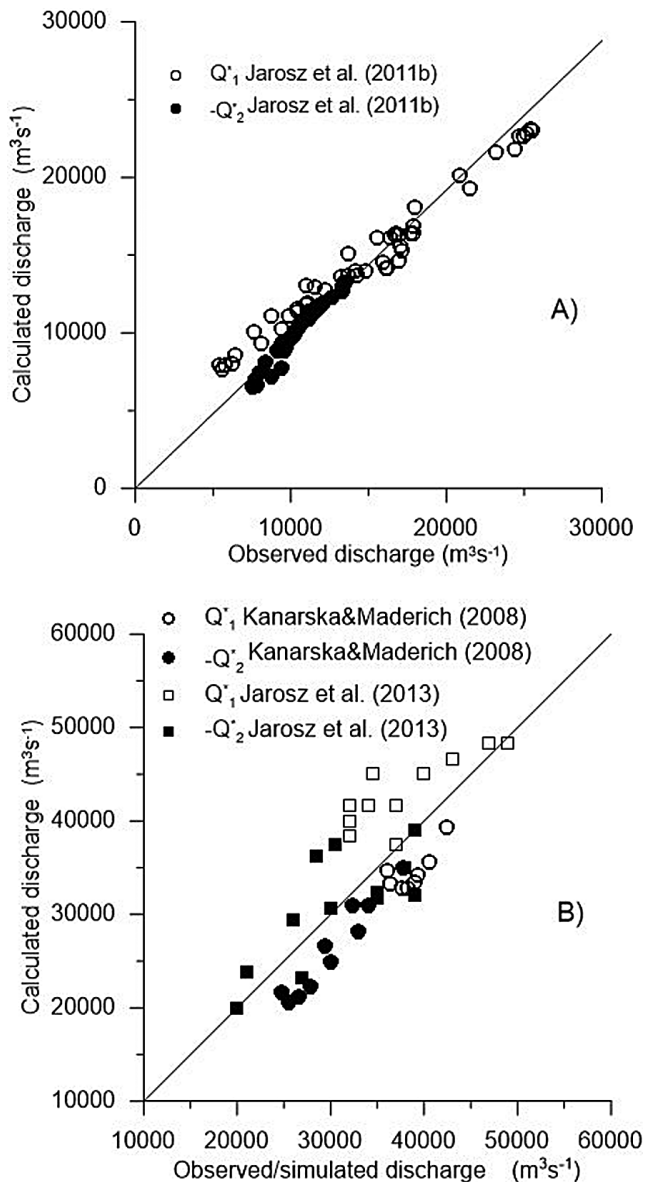 30000
Q*1 Jarosz et al. (2011b)
-Q*2 Jarosz et al. (2011b)
20000
10000
0
Calculated discharge (m³s⁻¹)
A)
0 10000 20000 30000
Observed discharge (m³s⁻¹)
Q*1 Kanarska&Maderich (2008)
-Q*2 Kanarska&Maderich (2008)
Q*1 Jarosz et al. (2013)
-Q*2 Jarosz et al. (2013)
60000
50000
40000
30000
20000
10000
Calculated discharge (m³s⁻¹)
B)
10000 20000 30000 40000 50000 60000
Observed/simulated discharge (m³s⁻¹)